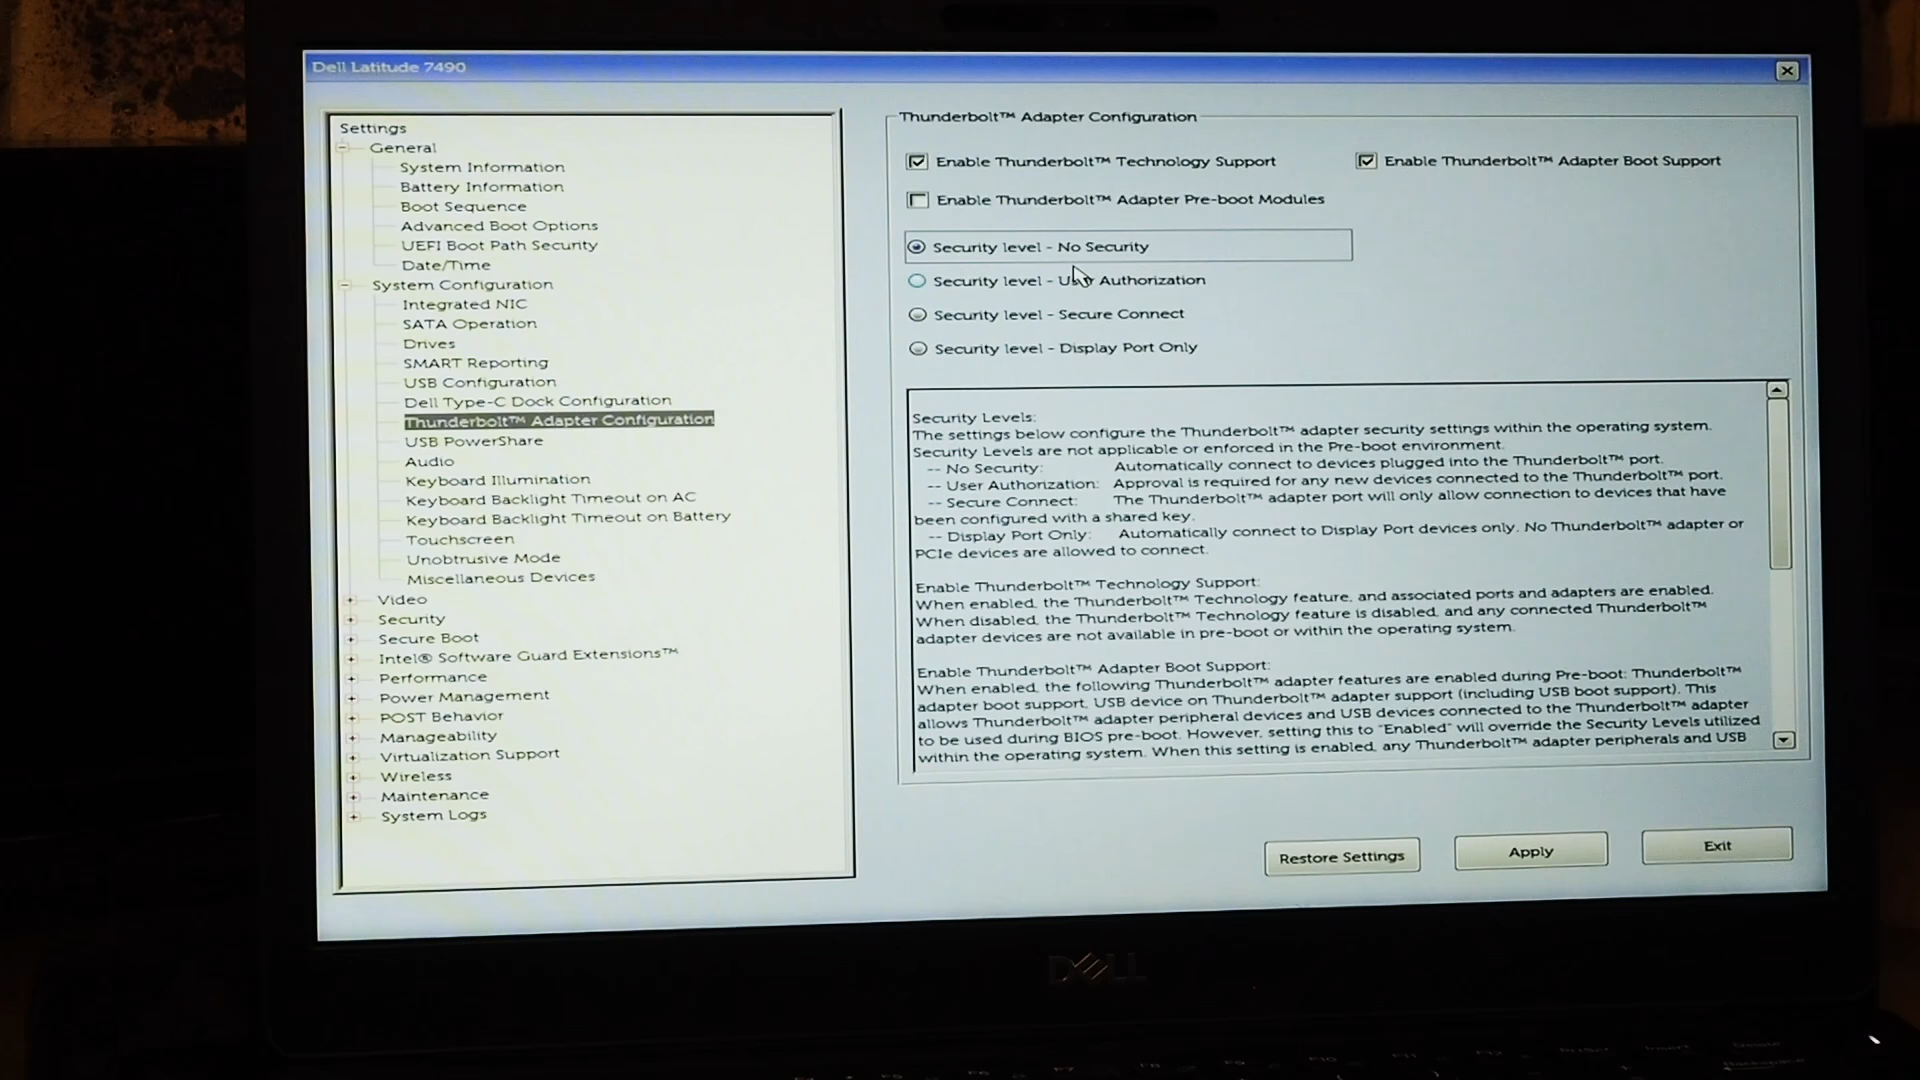 Dell Latitude 7490
Settings
General
System Information
Battery Information
Boot Sequence
Advanced Boot Options
UEFI Boot Path Security
Date/Time
System Configuration
Integrated NIC
SATA Operation
Drives
SMART Reporting
USB Configuration
Dell Type-C Dock Configuration
Thunderbolt™ Adapter Configuration
USB PowerShare
Audio
Keyboard Illumination
Keyboard Backlight Timeout on AC
Keyboard Backlight Timeout on Battery
Touchscreen
Unobtrusive Mode
Miscellaneous Devices
Video
Security
Secure Boot
Intel® Software Guard Extensions™
Performance
Power Management
POST Behavior
Manageability
Virtualization Support
Wireless
Maintenance
System Logs
Thunderbolt™ Adapter Configuration
Enable Thunderbolt™ Technology Support
Enable Thunderbolt™ Adapter Boot Support
Enable Thunderbolt™ Adapter Pre-boot Modules
Security level - No Security
Security level - User Authorization
Security level - Secure Connect
Security level - Display Port Only
Security Levels:
The settings below configure the Thunderbolt™ adapter security settings within the operating system.
Security Levels are not applicable or enforced in the Pre-boot environment.
-- No Security: Automatically connect to devices plugged into the Thunderbolt™ port.
-- User Authorization: Approval is required for any new devices connected to the Thunderbolt™ port.
-- Secure Connect: The Thunderbolt™ adapter port will only allow connection to devices that have
been configured with a shared key.
-- Display Port Only: Automatically connect to Display Port devices only. No Thunderbolt™ adapter or
PCIe devices are allowed to connect.
Enable Thunderbolt™ Technology Support:
When enabled, the Thunderbolt™ Technology feature, and associated ports and adapters are enabled.
When disabled, the Thunderbolt™ Technology feature is disabled, and any connected Thunderbolt™
adapter devices are not available in pre-boot or within the operating system.
Enable Thunderbolt™ Adapter Boot Support:
When enabled, the following Thunderbolt™ adapter features are enabled during Pre-boot: Thunderbolt™
adapter boot support, USB device on Thunderbolt™ adapter support (including USB boot support). This
allows Thunderbolt™ adapter peripheral devices and USB devices connected to the Thunderbolt™ adapter
to be used during BIOS pre-boot. However, setting this to "Enabled" will override the Security Levels utilized
within the operating system. When this setting is enabled, any Thunderbolt™ adapter peripherals and USB
Restore Settings
Apply
Exit
DELL